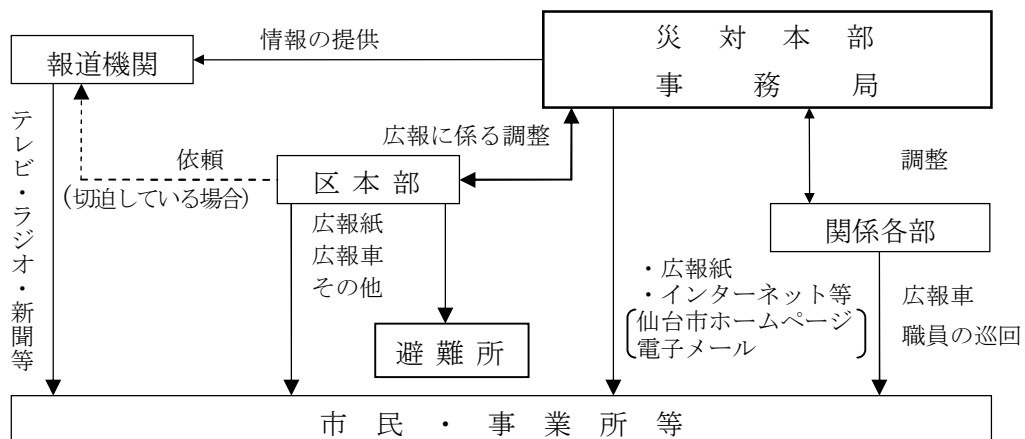 災対本部
事務局
情報の提供
報道機関
広報に係る調整
依頼
(切迫している場合)
区本部
調整
関係各部
テレビ・ラジオ・新聞等
広報紙
広報車
その他
避難所
・広報紙
・インターネット等
仙台市ホームページ
電子メール
広報車
職員の巡回
市民・事業所等